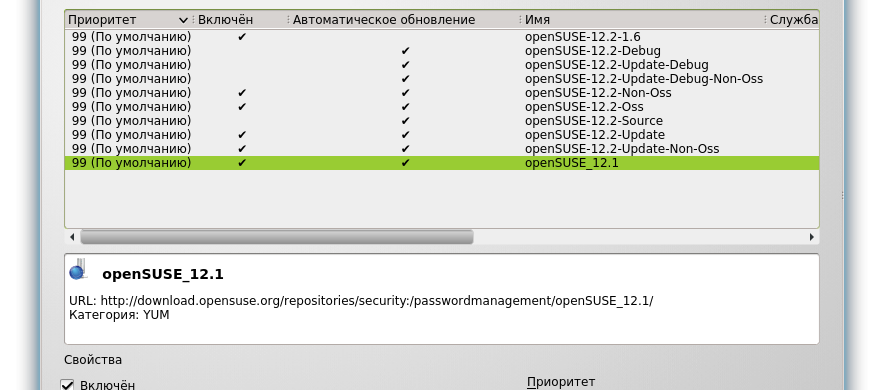 Приоритет Включён Автоматическое обновление Имя Служба
99 (По умолчанию) ✔ openSUSE-12.2-1.6
99 (По умолчанию) ✔ openSUSE-12.2-Debug
99 (По умолчанию) ✔ openSUSE-12.2-Update-Debug
99 (По умолчанию) ✔ openSUSE-12.2-Update-Debug-Non-Oss
99 (По умолчанию) ✔ ✔ openSUSE-12.2-Non-Oss
99 (По умолчанию) ✔ ✔ openSUSE-12.2-Oss
99 (По умолчанию) ✔ openSUSE-12.2-Source
99 (По умолчанию) ✔ ✔ openSUSE-12.2-Update
99 (По умолчанию) ✔ ✔ openSUSE-12.2-Update-Non-Oss
99 (По умолчанию) ✔ ✔ openSUSE_12.1
openSUSE_12.1
URL: http://download.opensuse.org/repositories/security:/passwordmanagement/openSUSE_12.1/
Категория: YUM
Свойства
Включён Приоритет